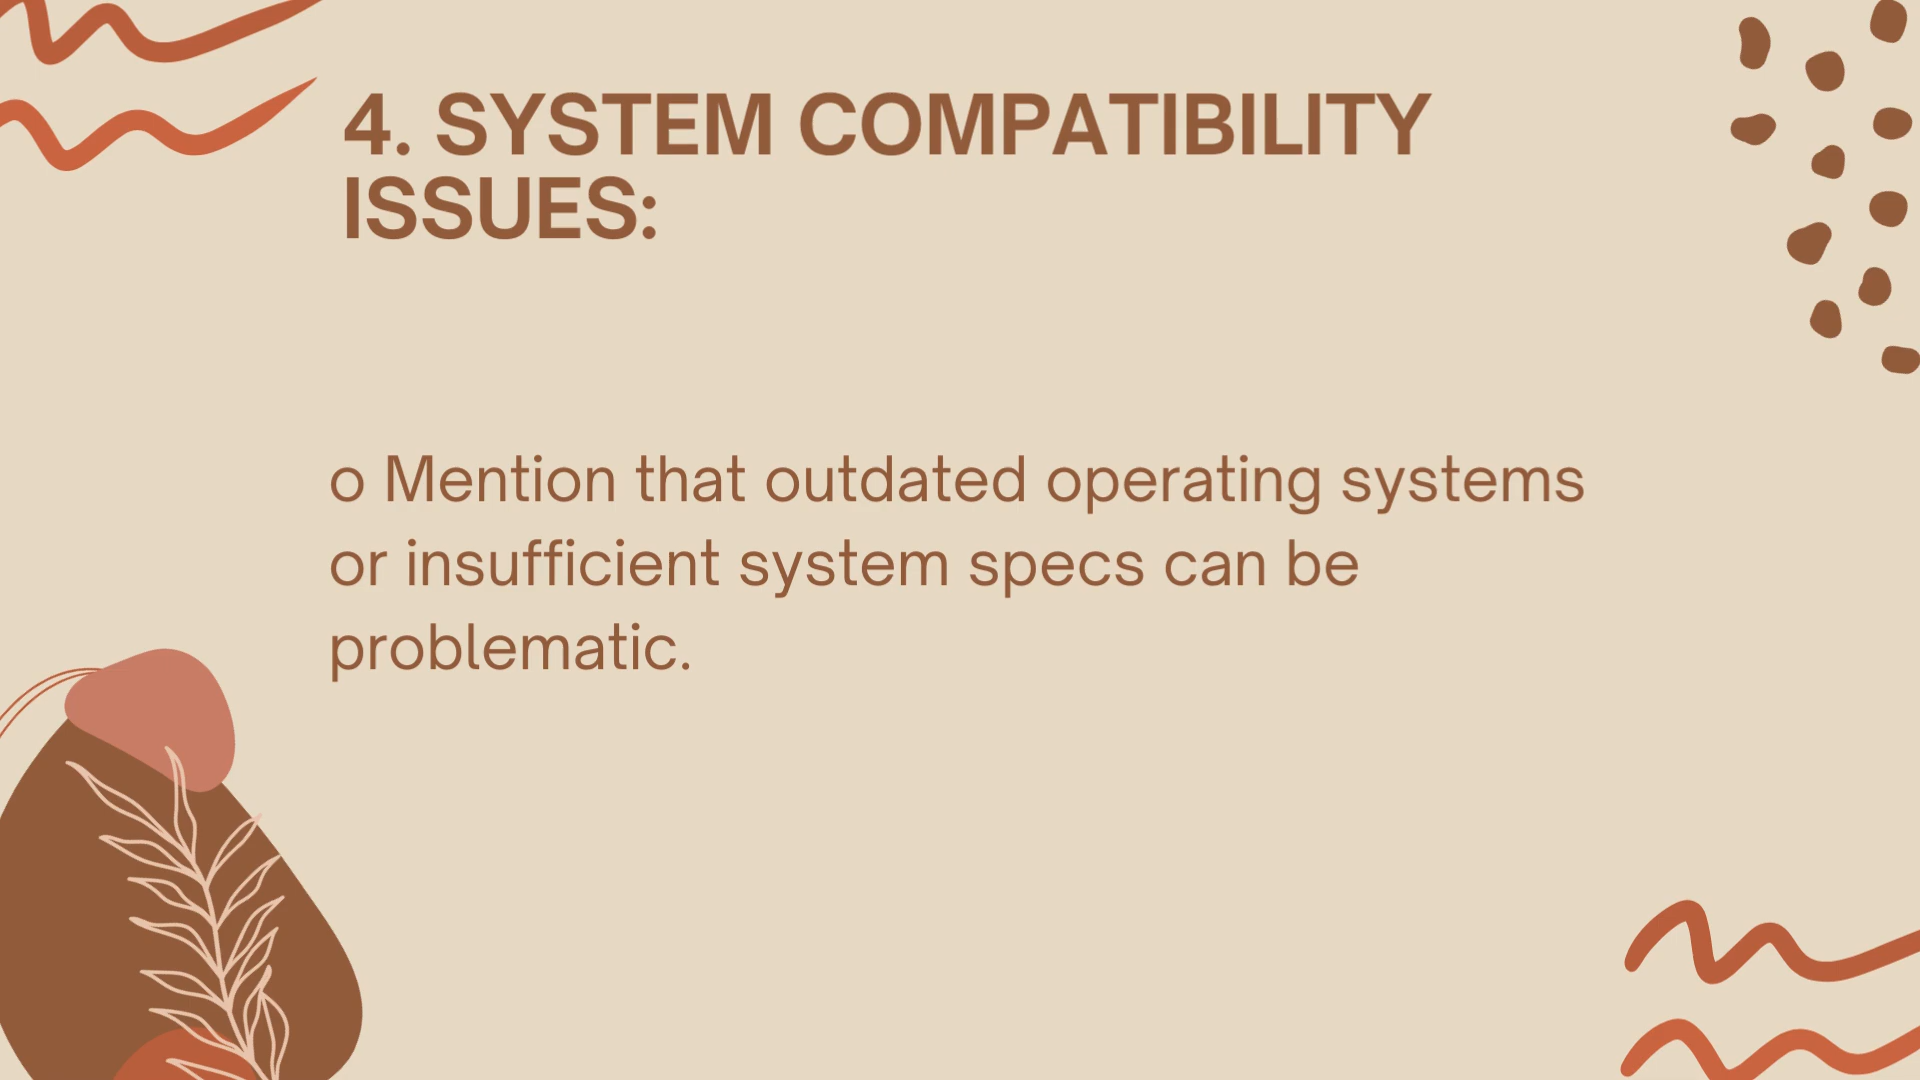 4. SYSTEM COMPATIBILITY
ISSUES:
o Mention that outdated operating systems
or insufficient system specs can be
problematic.